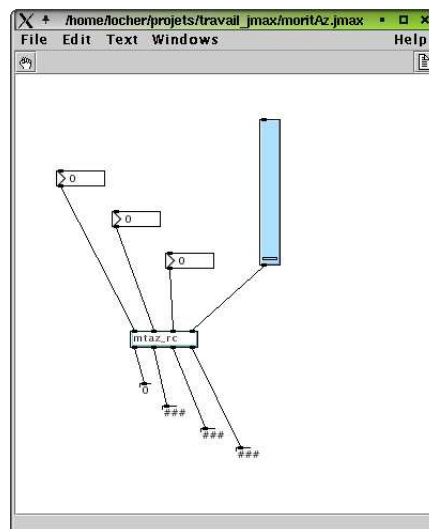 /home/locher/projets/travail_jmax/moritAz.jmax
File Edit Text Windows Help
0
0
0
mtaz_rc
0
###
###
###